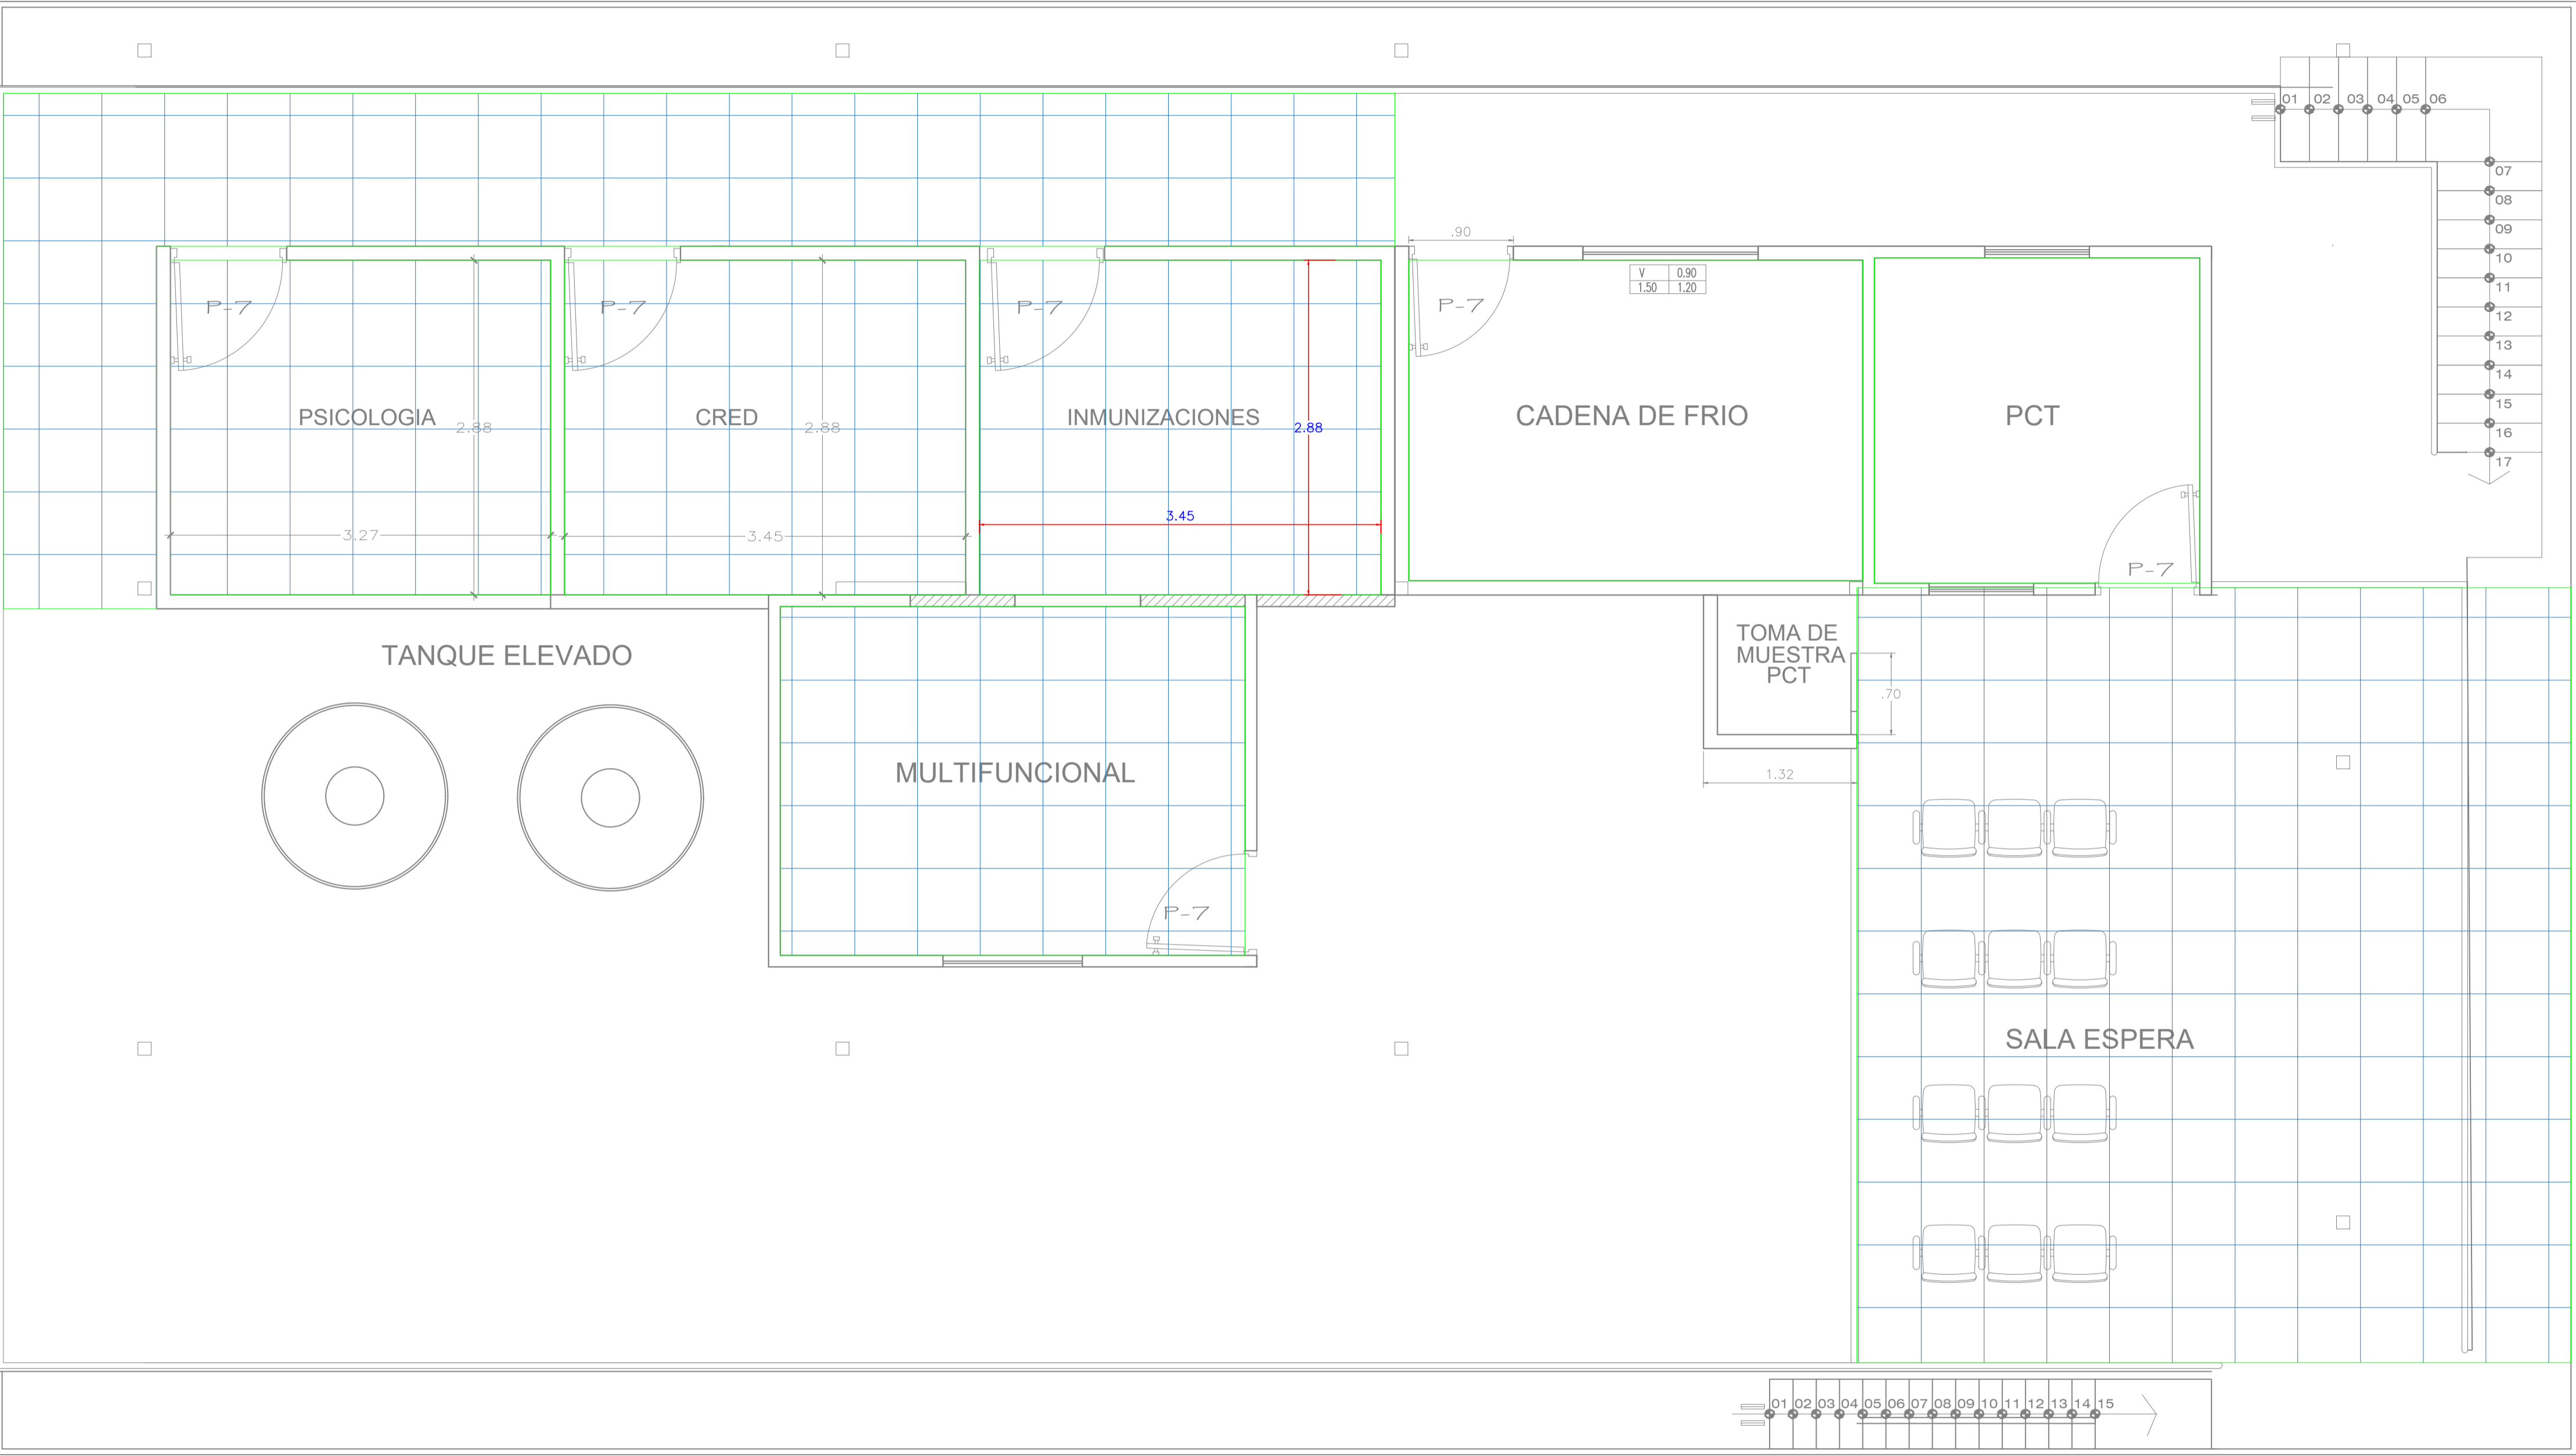 01 02 03 04 05 06
07
08
09
10
11
12
13
14
15
16
17
.90
V 0.90
1.50 1.20
P-7 P-7 P-7 P-7
PSICOLOGIA
2.88
CRED
2.88
INMUNIZACIONES
2.88
CADENA DE FRIO
PCT
3.27
3.45
3.45
P-7
TOMA DE
MUESTRA
PCT
.70
TANQUE ELEVADO
MULTIFUNCIONAL
1.32
P-7
SALA ESPERA
01 02 03 04 05 06 07 08 09 10 11 12 13 14 15